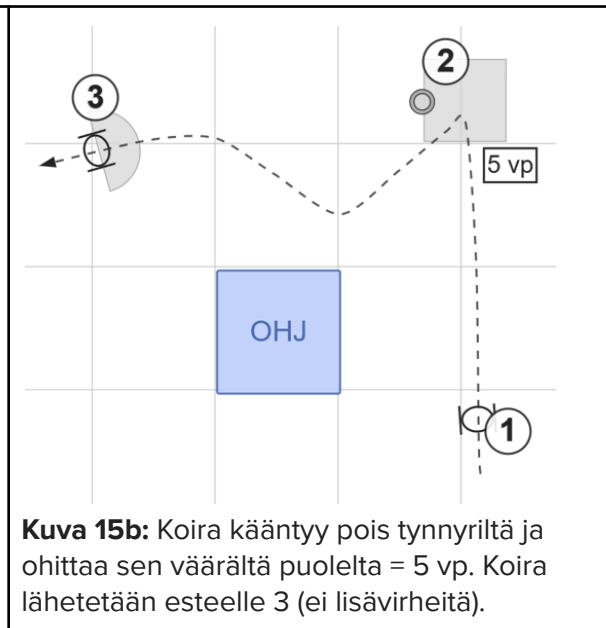 2
3
5 vp
OHJ
1
Kuva 15b: Koira kääntyy pois tynnyriltä ja
ohittaa sen väärältä puolelta = 5 vp. Koira
lähetetään esteelle 3 (ei lisävirheitä).